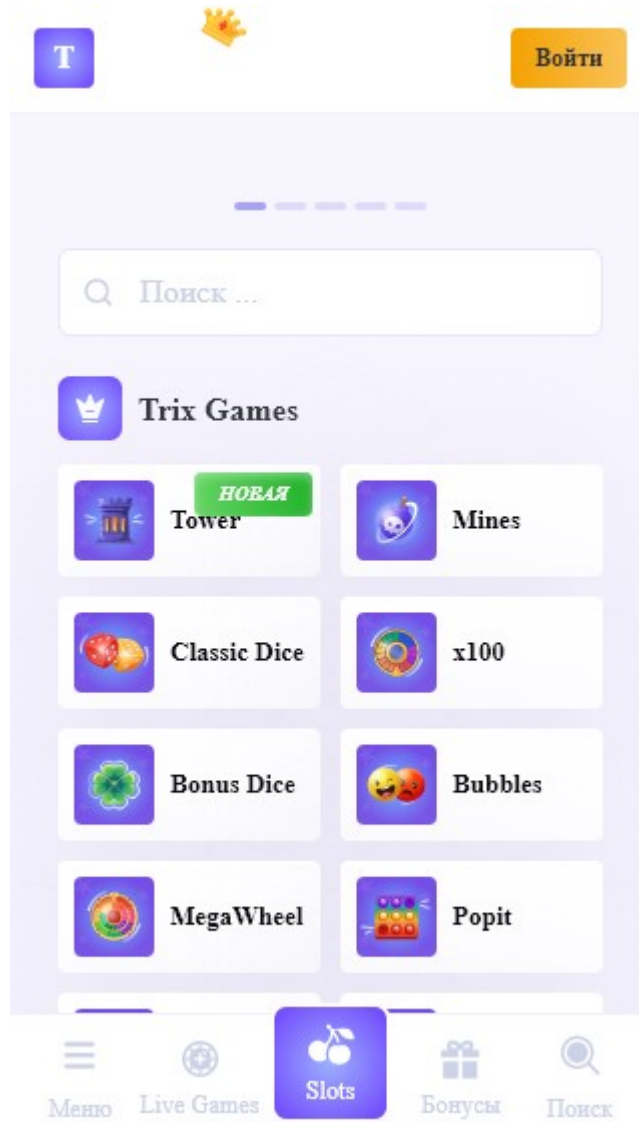 T
Войти
Поиск ...
Trix Games
НОВАЯ
Tower
Mines
Classic Dice
x100
Bonus Dice
Bubbles
MegaWheel
Popit
Меню
Live Games
Slots
Бонусы
Поиск